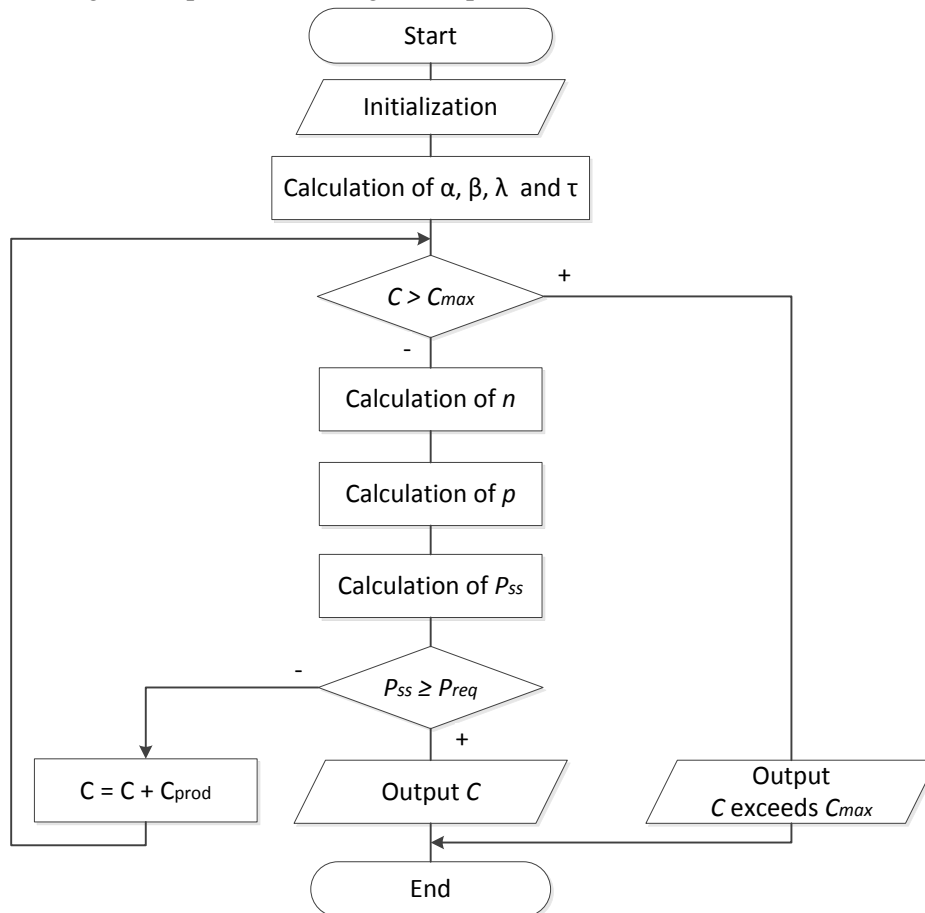 Start
Initialization
Calculation of α, β, λ and τ
+
C > Cmax
-
Calculation of n
Calculation of p
Calculation of Pss
-
Pss ≥ Preq
+
C = C + Cprod
Output C
Output
C exceeds Cmax
End